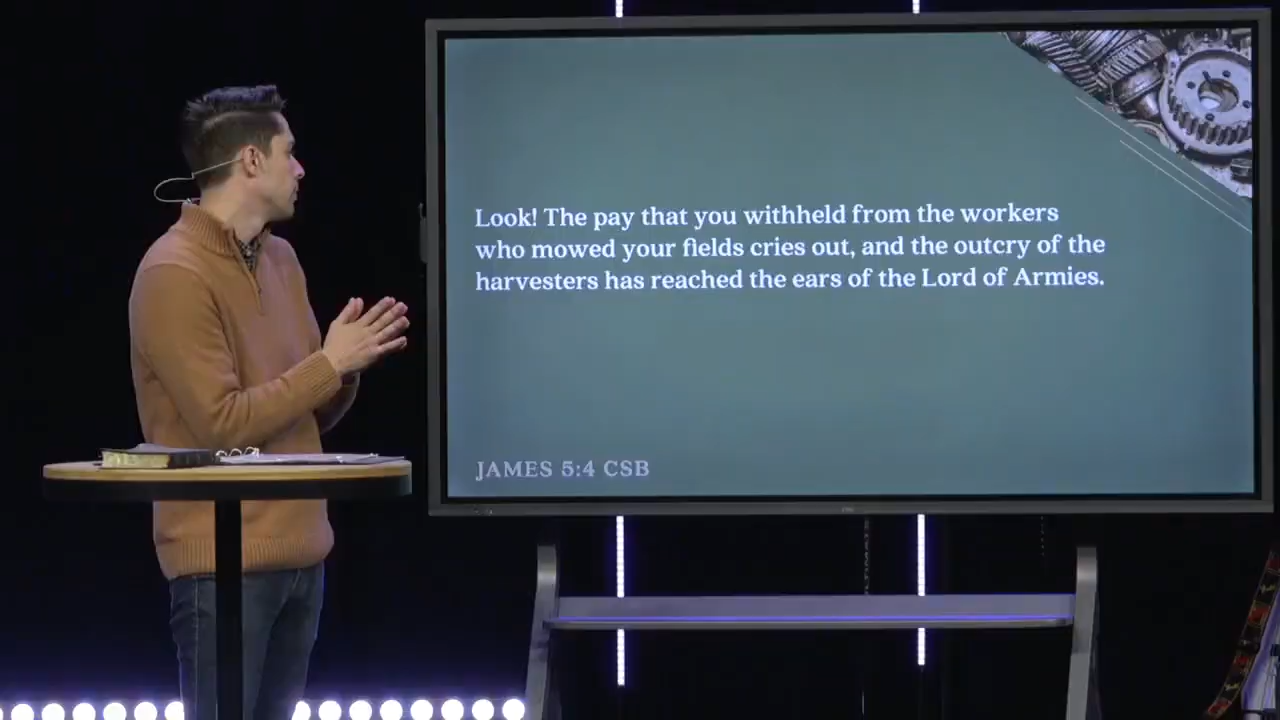 Look! The pay that you withheld from the workers
who mowed your fields cries out, and the outcry of the
harvesters has reached the ears of the Lord of Armies.
JAMES 5:4 CSB